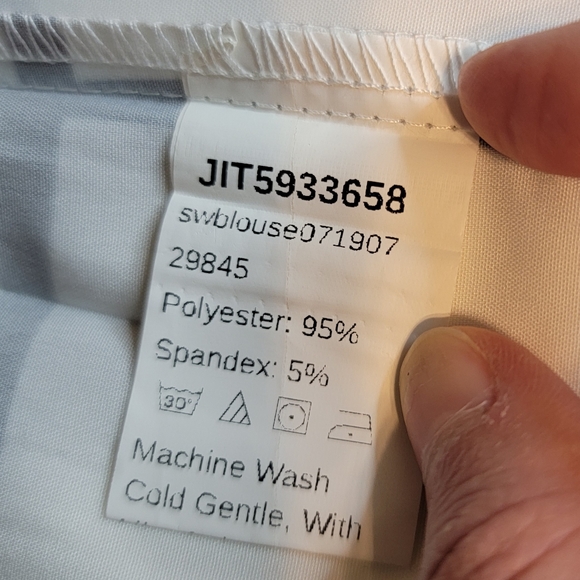 JIT5933658
swblouse071907
29845
Polyester: 95%
Spandex: 5%
30°
Machine Wash
Cold Gentle, With